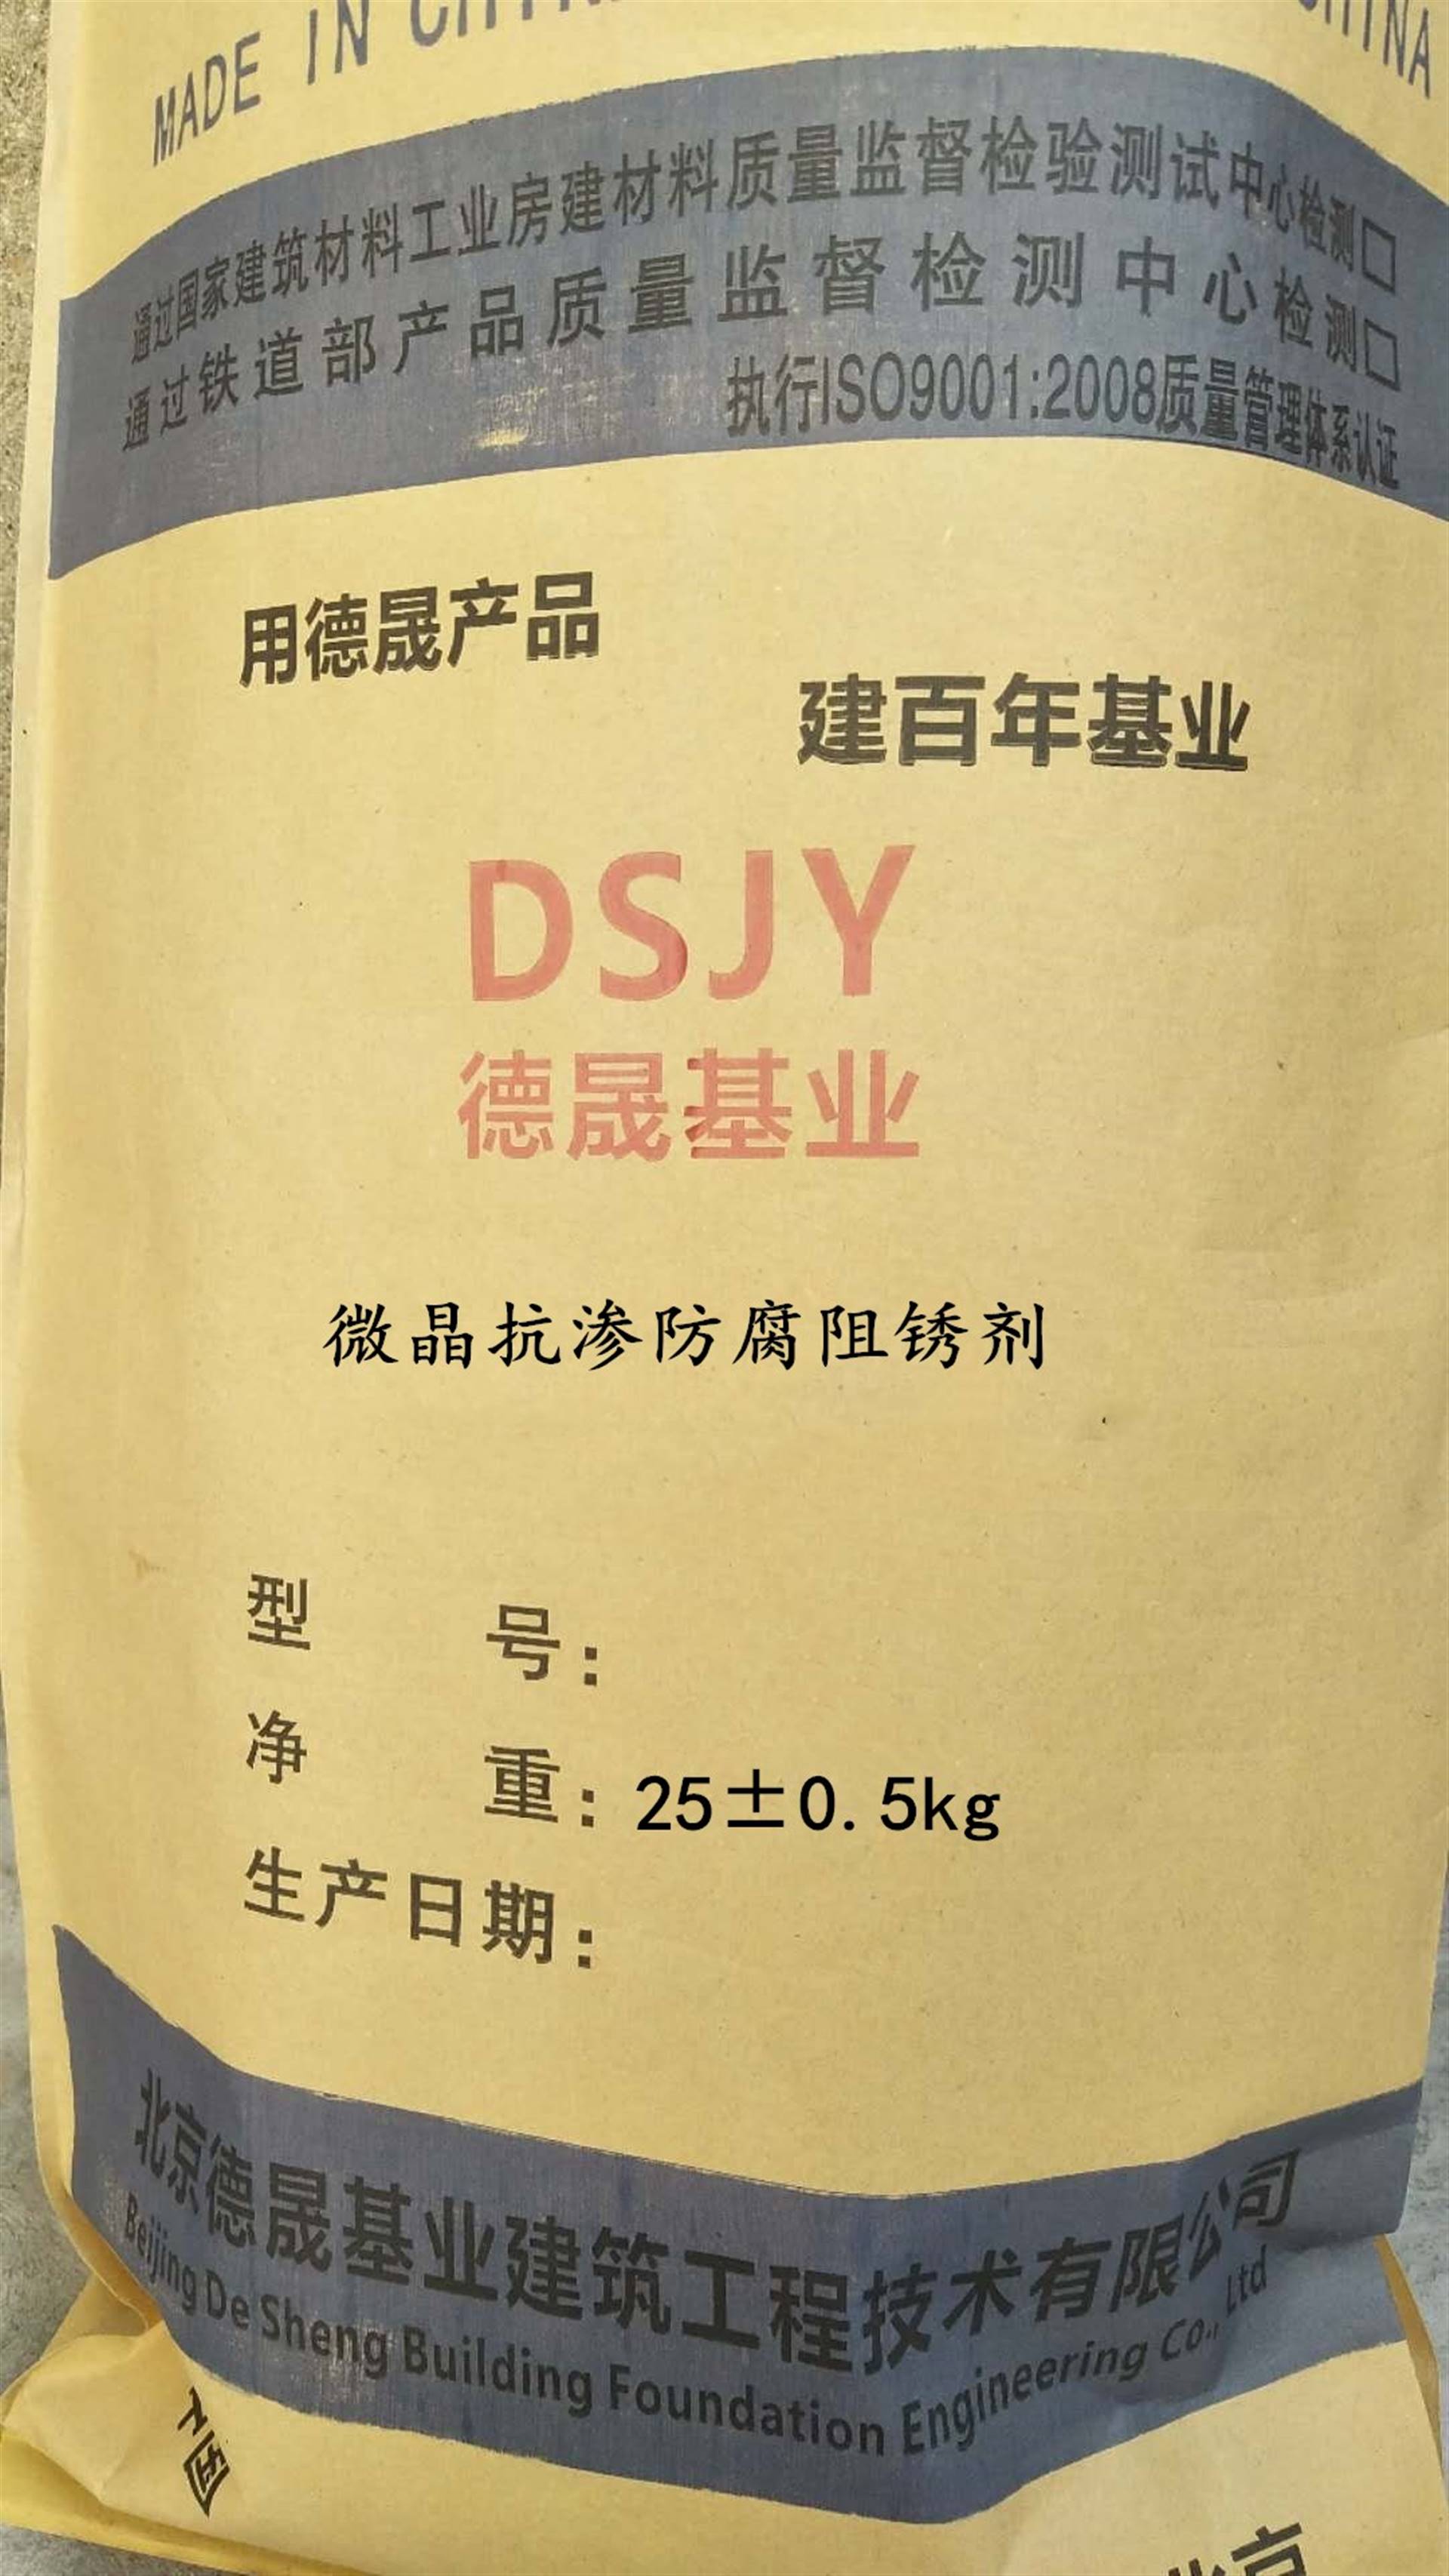 MADE IN CHINA
通过国家建筑材料工业房建材料质量监督检验测试中心检测□
通过铁道部产品质量监督检测中心检测□
执行ISO9001:2008质量管理体系认证
用德晟产品
建百年基业
DSJY
德晟基业
微晶抗渗防腐阻锈剂
型 号：
净 重：25±0.5kg
生产日期：
北京德晟基业建筑工程技术有限公司
Beijing De Sheng Building Foundation Engineering Co., Ltd
北京